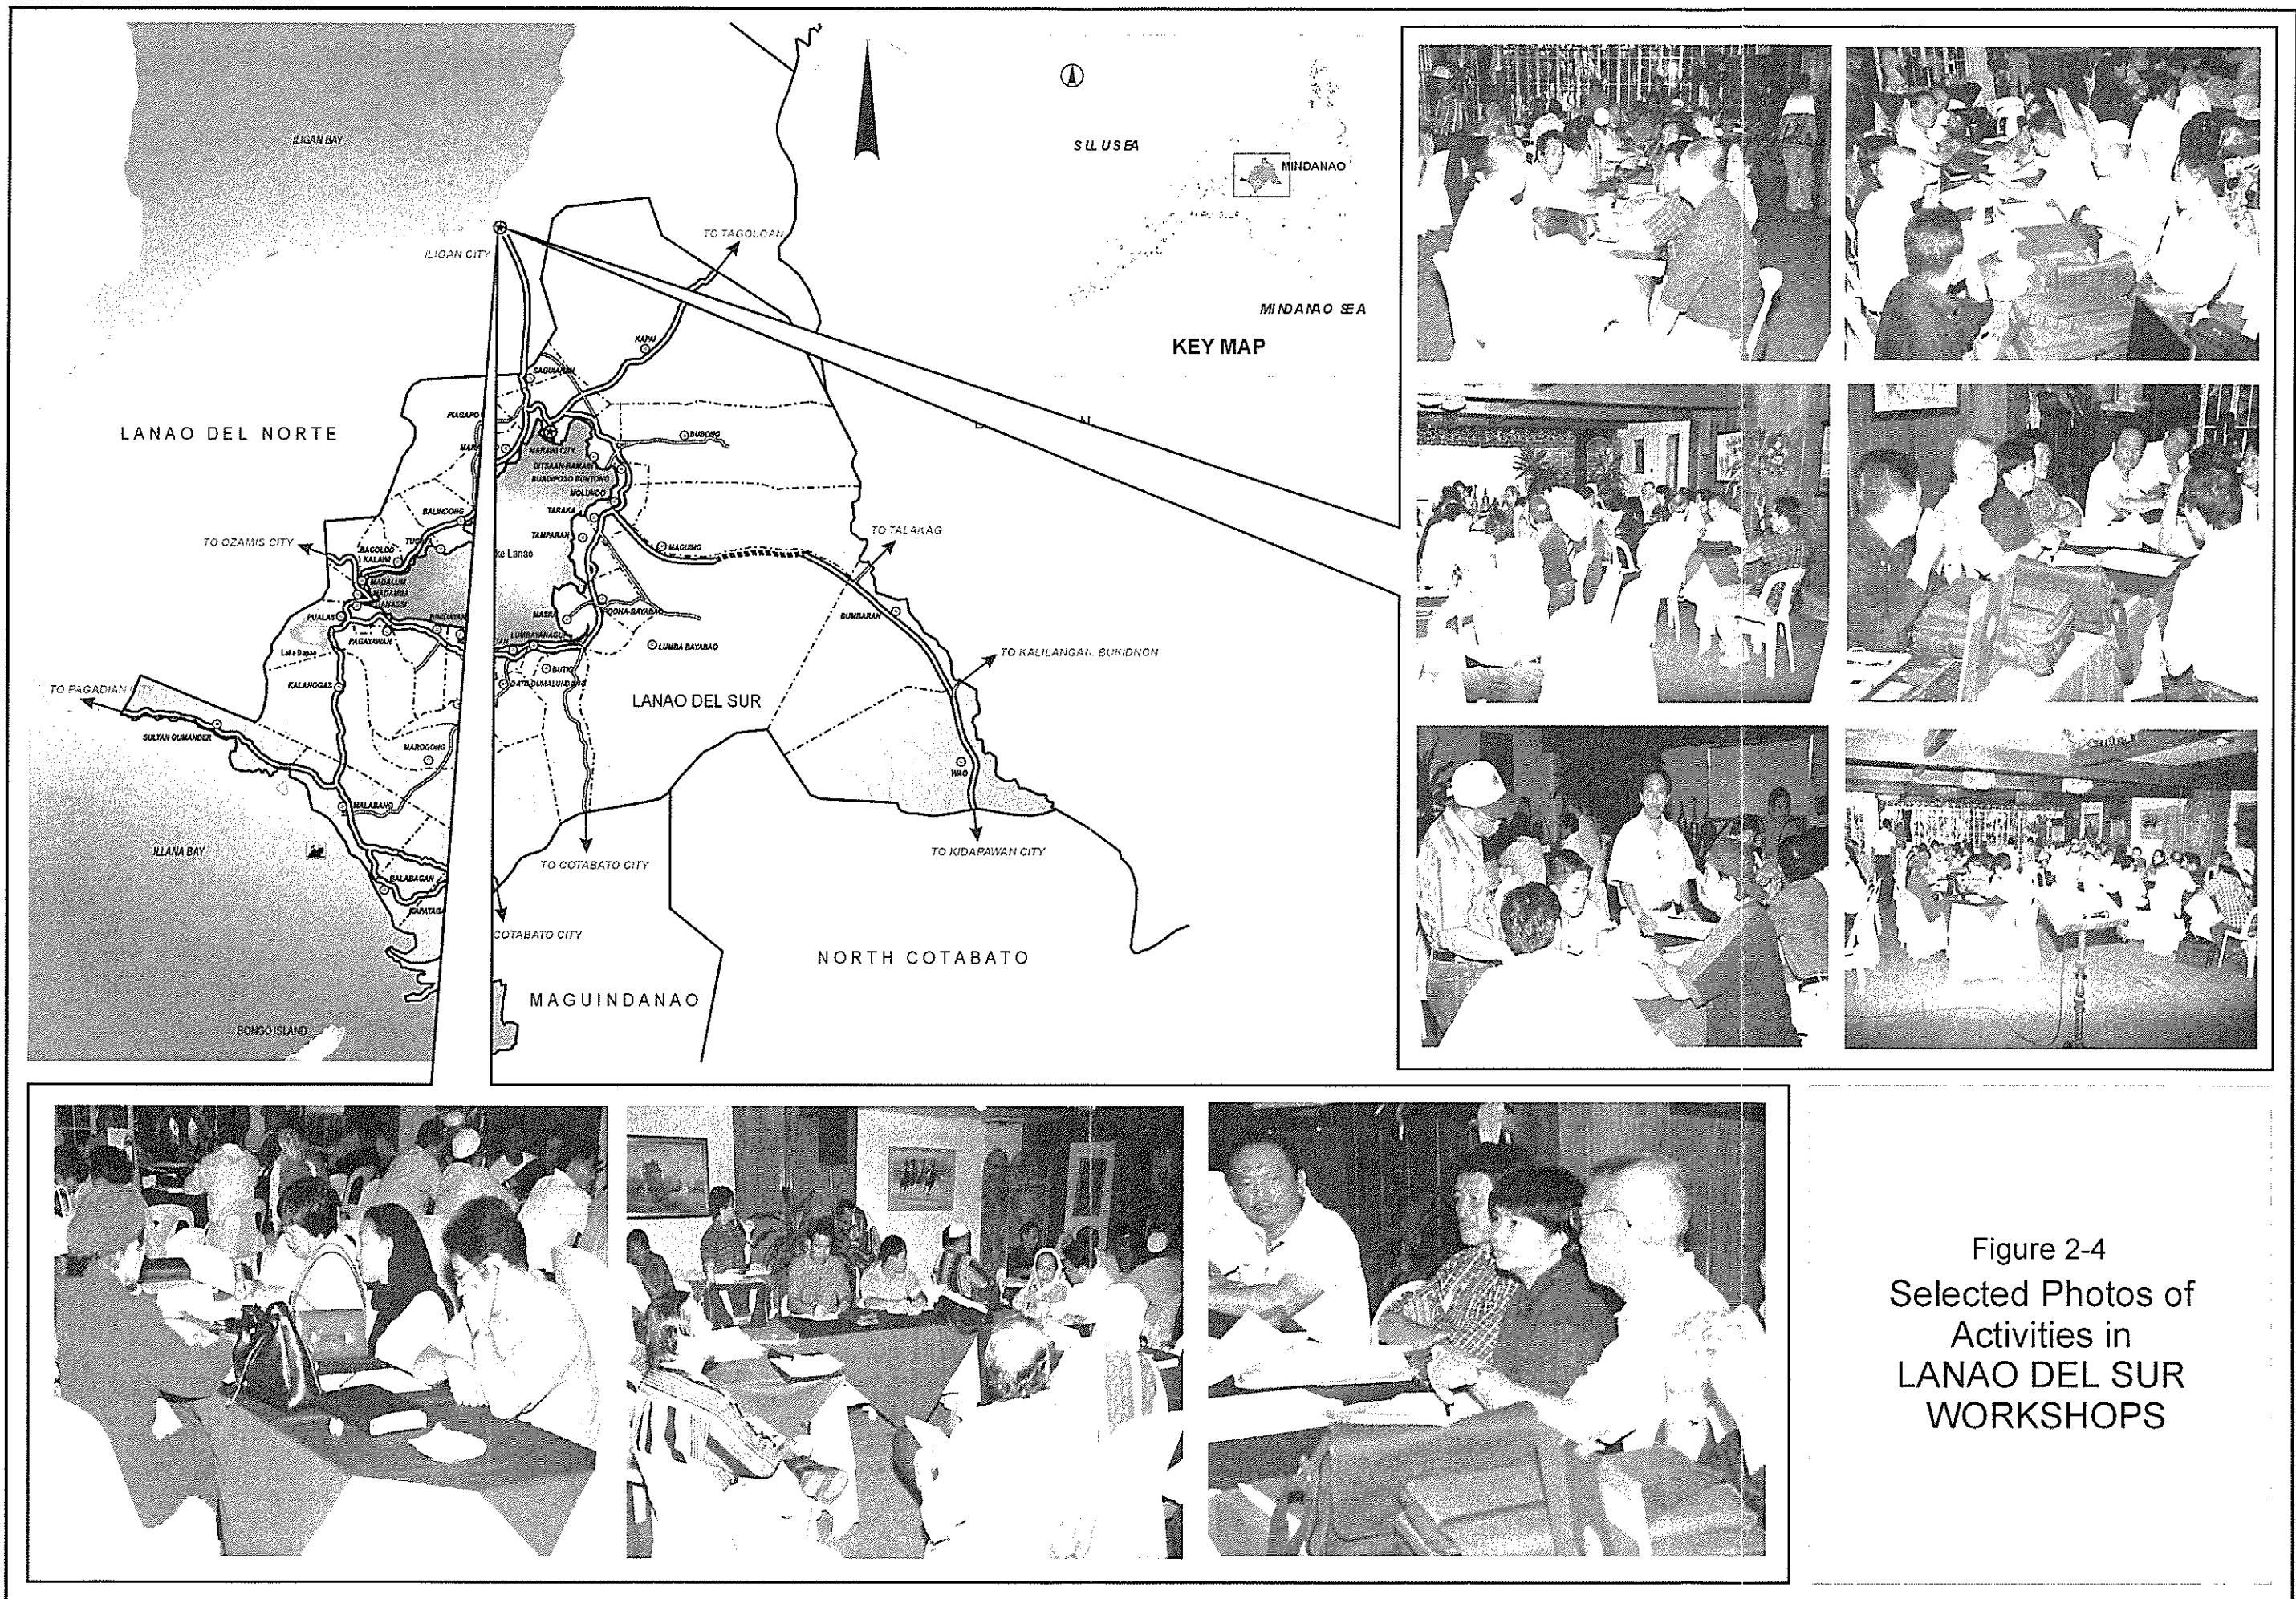 ILIGAN BAY
SULU SEA
MINDANAO
MINDANAO SEA
KEY MAP
ILIGAN CITY
TO TAGOLOAN
KAPAI
SAGUIARAN
PIAGAPO
LANAO DEL NORTE
BUBONG
MARAWI CITY
DITSAAN-RAMAIN
BUADIPOSO BUNTONG
MOLUNDO
BALINDONG
TARAKA
TO TALAKAG
TO OZAMIS CITY
TAMPARAN
BACOLOD
KALAWI
MAGUING
MADALUM
MADAMBA
GANASSI
PUALAS
BINIDAYAN
MASIU
POONA-BAYABAO
BUMBARAN
PAGAYAWAN
LUMBA BAYABAO
Lake Dapao
BUTIG
TO KALILANGAN, BUKIDNON
KALANOGAS
TO PAGADIAN CITY
LANAO DEL SUR
SULTAN GUMANDER
MAROGONG
WAO
MALABANG
ILLANA BAY
TO COTABATO CITY
TO KIDAPAWAN CITY
BALABAGAN
COTABATO CITY
NORTH COTABATO
MAGUINDANAO
BONGO ISLAND
Figure 2-4
Selected Photos of
Activities in
LANAO DEL SUR
WORKSHOPS